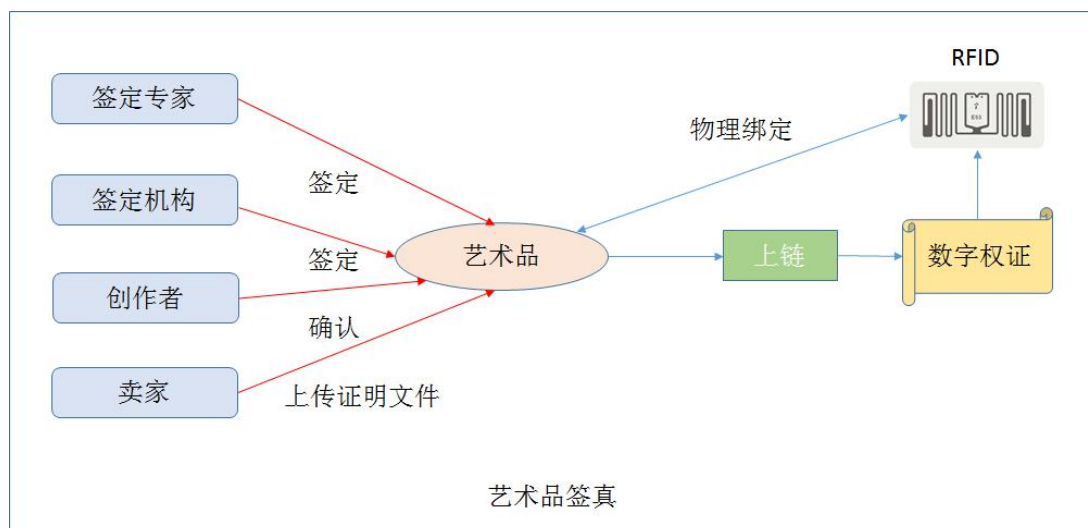 RFID
签定专家
物理绑定
签定
签定机构
艺术品
上链
数字权证
签定
创作者
确认
卖家
上传证明文件
艺术品签真